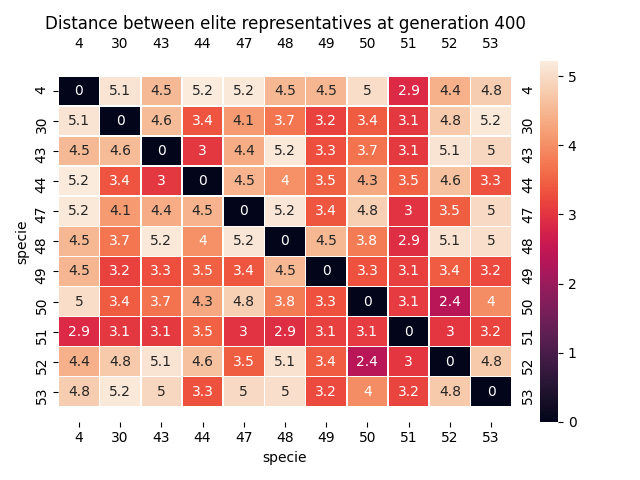 Distance between elite representatives at generation 400
4 30 43 44 47 48 49 50 51 52 53
4 0 5.1 4.5 5.2 5.2 4.5 4.5 5 2.9 4.4 4.8 4
30 5.1 0 4.6 3.4 4.1 3.7 3.2 3.4 3.1 4.8 5.2 30
43 4.5 4.6 0 3 4.4 5.2 3.3 3.7 3.1 5.1 5 43
44 5.2 3.4 3 0 4.5 4 3.5 4.3 3.5 4.6 3.3 44
47 5.2 4.1 4.4 4.5 0 5.2 3.4 4.8 3 3.5 5 47
48 4.5 3.7 5.2 4 5.2 0 4.5 3.8 2.9 5.1 5 48
49 4.5 3.2 3.3 3.5 3.4 4.5 0 3.3 3.1 3.4 3.2 49
50 5 3.4 3.7 4.3 4.8 3.8 3.3 0 3.1 2.4 4 50
51 2.9 3.1 3.1 3.5 3 2.9 3.1 3.1 0 3 3.2 51
52 4.4 4.8 5.1 4.6 3.5 5.1 3.4 2.4 3 0 4.8 52
53 4.8 5.2 5 3.3 5 5 3.2 4 3.2 4.8 0 53
4 30 43 44 47 48 49 50 51 52 53
specie
specie
5
4
3
2
1
0